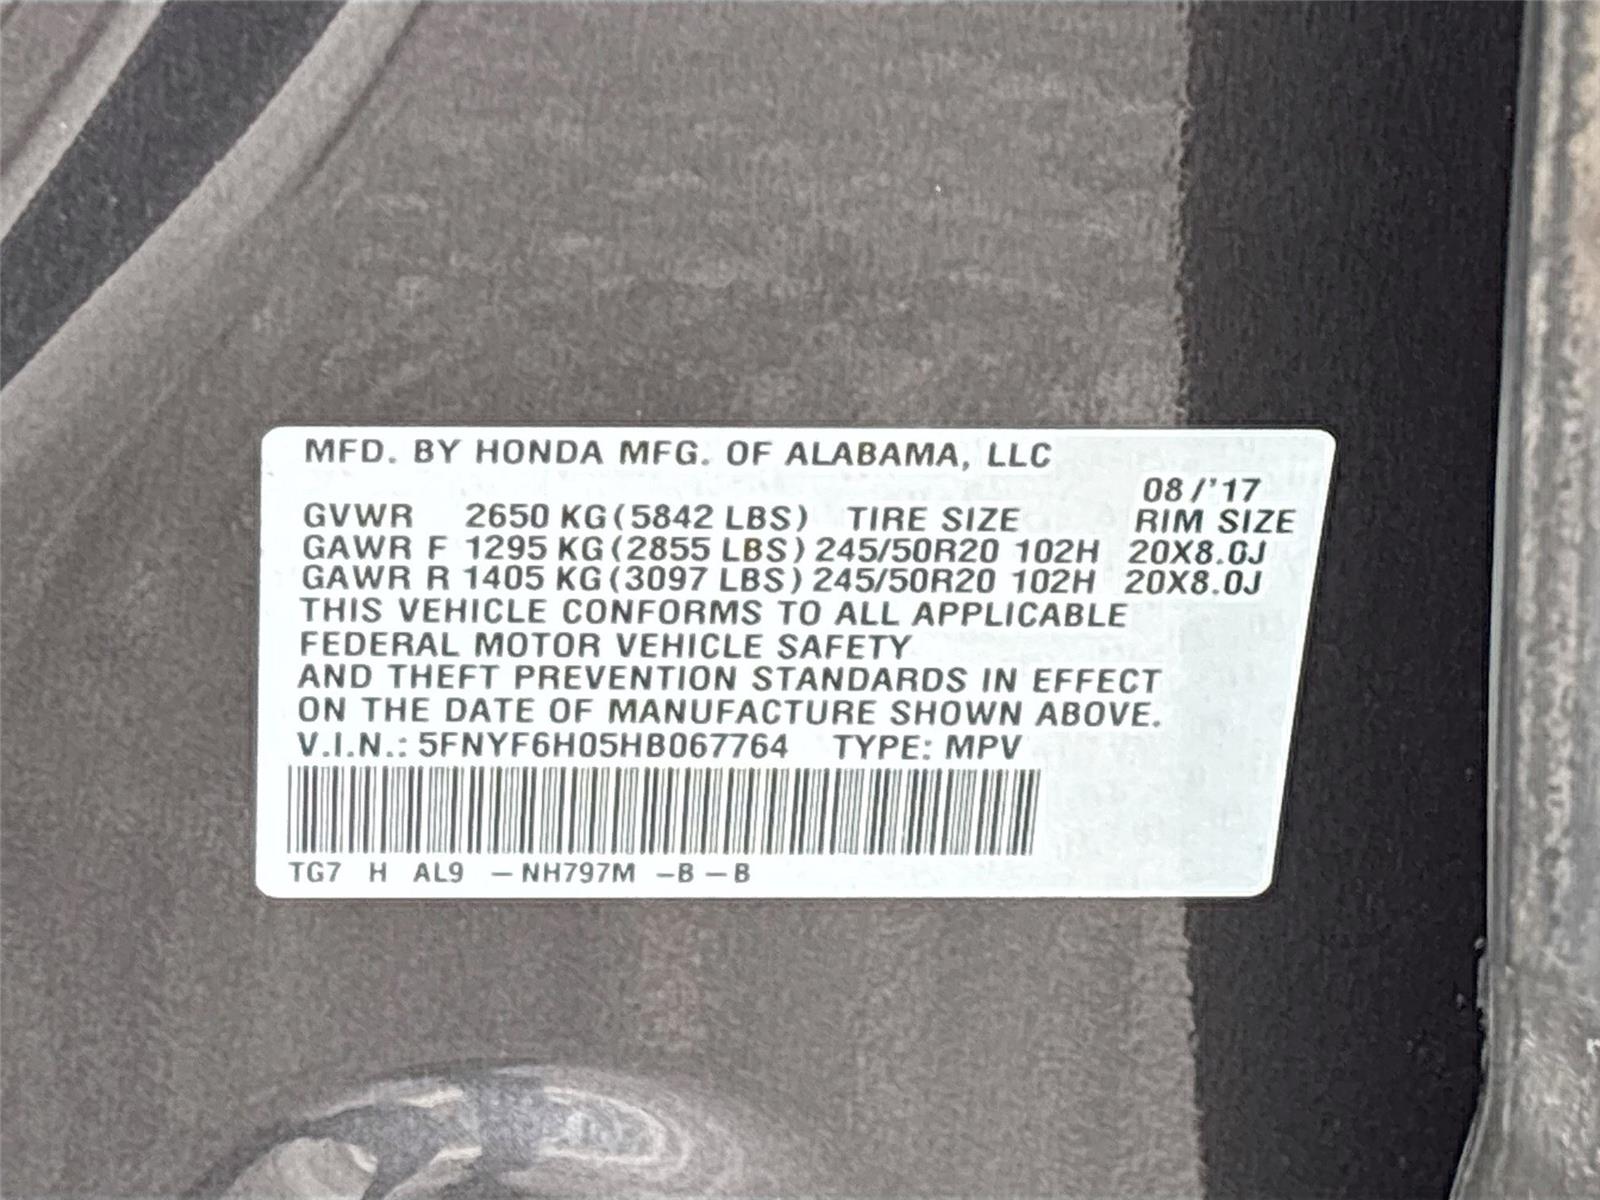 MFD. BY HONDA MFG. OF ALABAMA, LLC
08/'17
GVWR 2650 KG (5842 LBS) TIRE SIZE RIM SIZE
GAWR F 1295 KG (2855 LBS) 245/50R20 102H 20X8.0J
GAWR R 1405 KG (3097 LBS) 245/50R20 102H 20X8.0J
THIS VEHICLE CONFORMS TO ALL APPLICABLE
FEDERAL MOTOR VEHICLE SAFETY
AND THEFT PREVENTION STANDARDS IN EFFECT
ON THE DATE OF MANUFACTURE SHOWN ABOVE.
V.I.N.: 5FNYF6H05HB067764 TYPE: MPV
TG7 H AL9 -NH797M -B-B